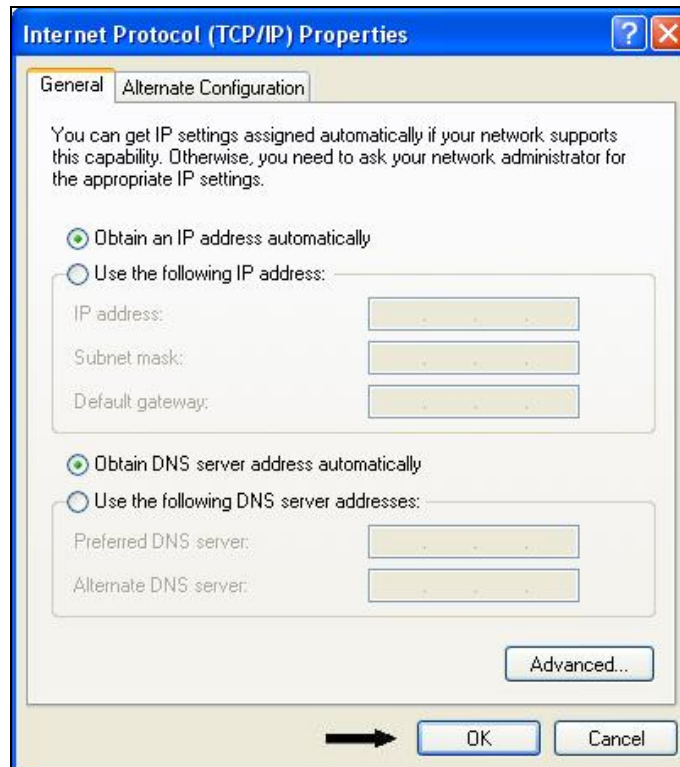 Internet Protocol (TCP/IP) Properties
General
Alternate Configuration
You can get IP settings assigned automatically if your network supports
this capability. Otherwise, you need to ask your network administrator for
the appropriate IP settings.
Obtain an IP address automatically
Use the following IP address:
IP address:
Subnet mask:
Default gateway:
Obtain DNS server address automatically
Use the following DNS server addresses:
Preferred DNS server:
Alternate DNS server:
Advanced...
OK
Cancel